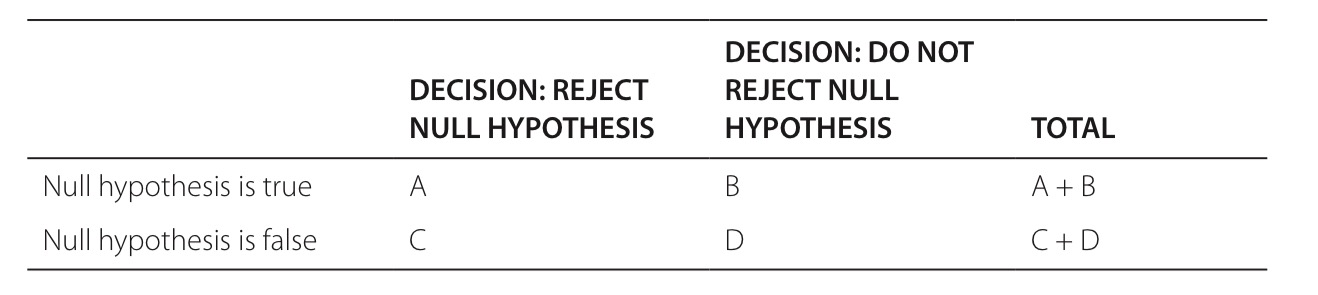 DECISION: REJECT
NULL HYPOTHESIS
DECISION: DO NOT
REJECT NULL
HYPOTHESIS
TOTAL
Null hypothesis is true A B A + B
Null hypothesis is false C D C + D